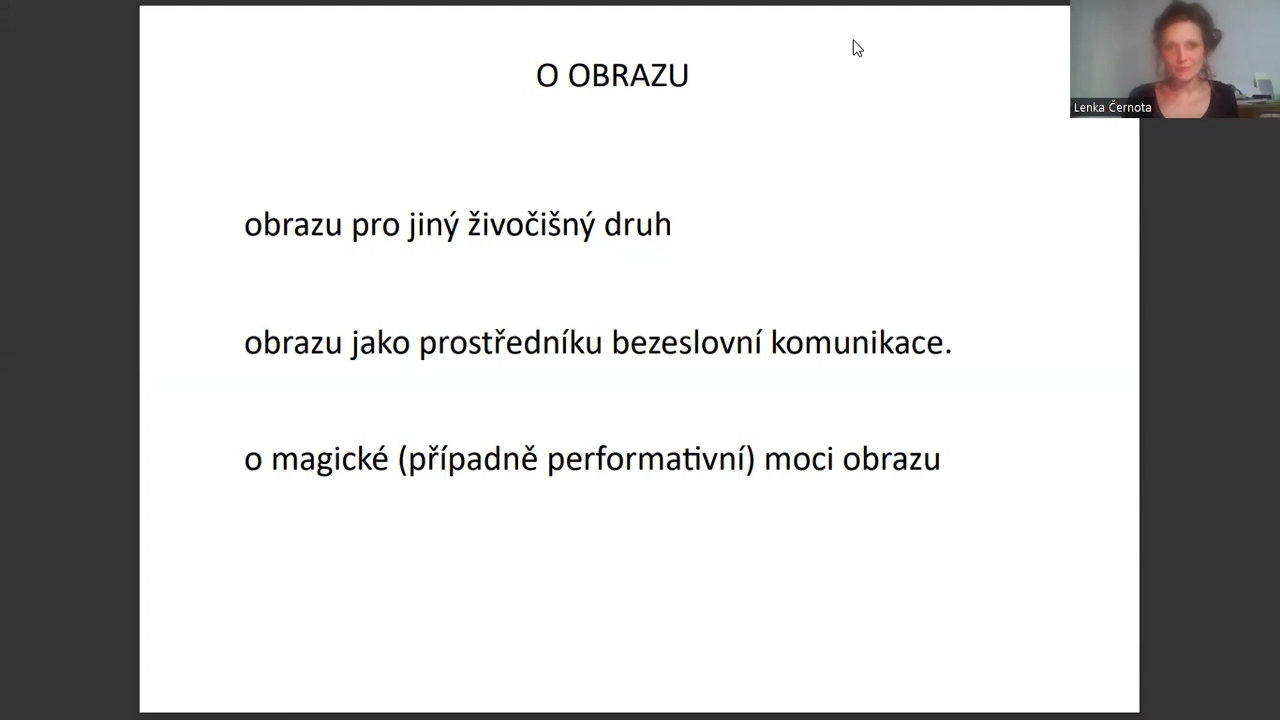 O OBRAZU
Lenka Černota
obrazu pro jiný živočišný druh
obrazu jako prostředníku bezeslovní komunikace.
o magické (případně performativní) moci obrazu